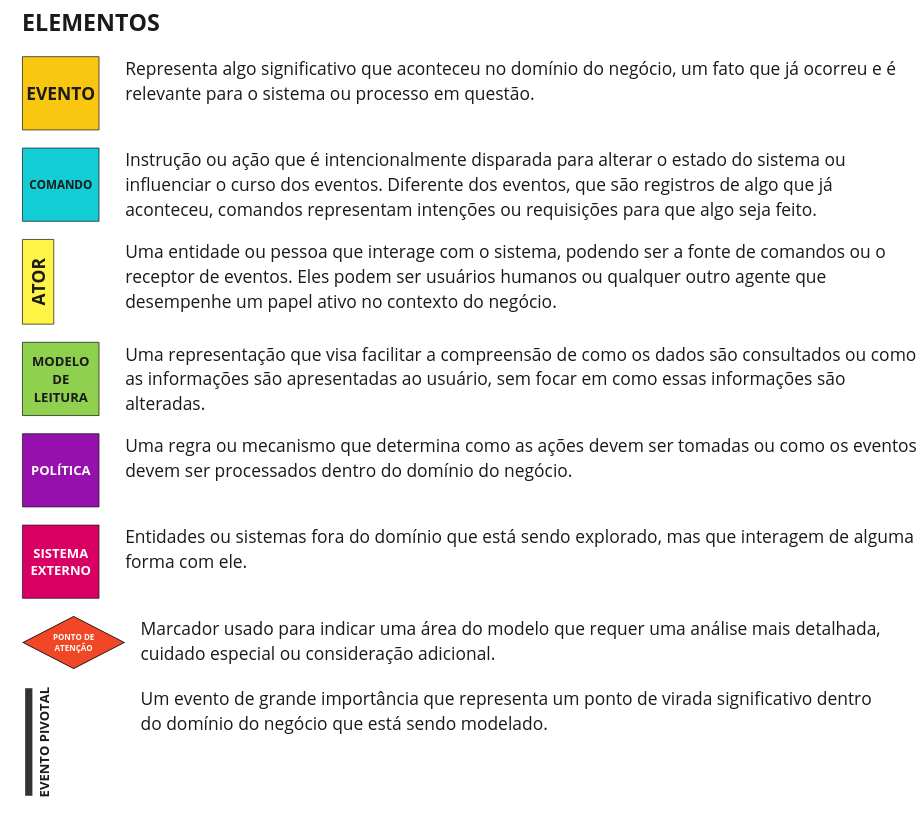 ELEMENTOS
EVENTO
Representa algo significativo que aconteceu no domínio do negócio, um fato que já ocorreu e é
relevante para o sistema ou processo em questão.
COMANDO
Instrução ou ação que é intencionalmente disparada para alterar o estado do sistema ou
influenciar o curso dos eventos. Diferente dos eventos, que são registros de algo que já
aconteceu, comandos representam intenções ou requisições para que algo seja feito.
ATOR
Uma entidade ou pessoa que interage com o sistema, podendo ser a fonte de comandos ou o
receptor de eventos. Eles podem ser usuários humanos ou qualquer outro agente que
desempenhe um papel ativo no contexto do negócio.
MODELO
DE
LEITURA
Uma representação que visa facilitar a compreensão de como os dados são consultados ou como
as informações são apresentadas ao usuário, sem focar em como essas informações são
alteradas.
POLÍTICA
Uma regra ou mecanismo que determina como as ações devem ser tomadas ou como os eventos
devem ser processados dentro do domínio do negócio.
SISTEMA
EXTERNO
Entidades ou sistemas fora do domínio que está sendo explorado, mas que interagem de alguma
forma com ele.
PONTO DE
ATENÇÃO
Marcador usado para indicar uma área do modelo que requer uma análise mais detalhada,
cuidado especial ou consideração adicional.
EVENTO PIVOTAL
Um evento de grande importância que representa um ponto de virada significativo dentro
do domínio do negócio que está sendo modelado.